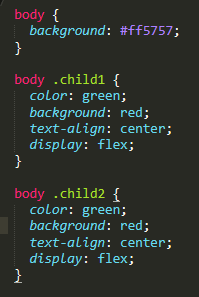 body {
  background: #ff5757;
}

body .child1 {
  color: green;
  background: red;
  text-align: center;
  display: flex;
}

body .child2 {
  color: green;
  background: red;
  text-align: center;
  display: flex;
}